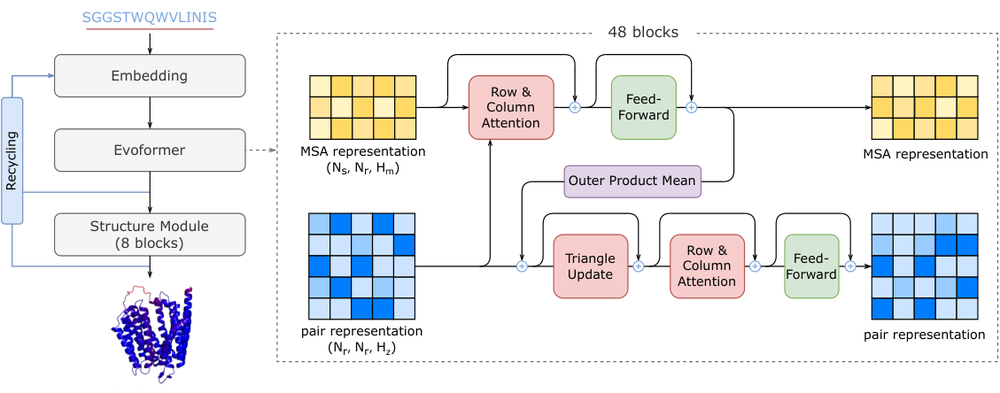 SGGSTWQWVLINIS
Embedding
Evoformer
Recycling
Structure Module
(8 blocks)
48 blocks
MSA representation
(Nₛ, Nᵣ, Hₘ)
Row &
Column
Attention
+
Feed-
Forward
+
MSA representation
Outer Product Mean
pair representation
(Nᵣ, Nᵣ, H_z)
+
Triangle
Update
+
Row &
Column
Attention
+
Feed-
Forward
+
pair representation